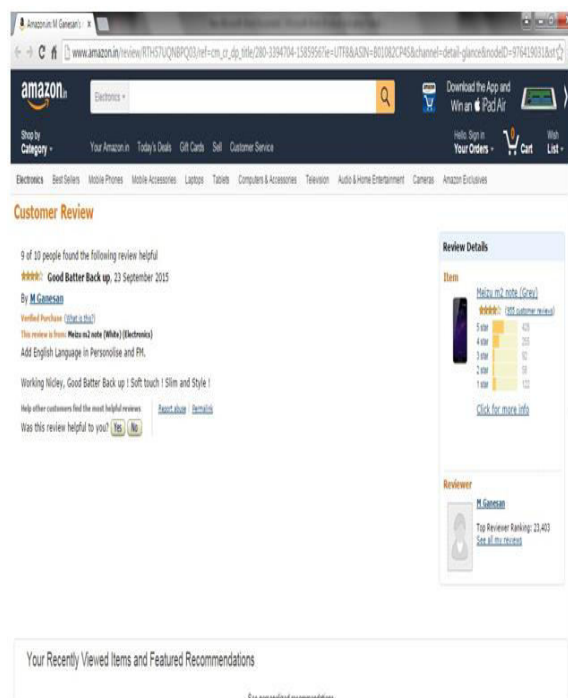 Amazon.in: M Ganesan's
www.amazon.in/review/RTH57UQNBPQ03/ref=cm_cr_dp_title/280-3394704-1585956?ie=UTF8&ASIN=B01082CP4S&channel=detail-glance&nodeID=976419031&st
amazon.in
Electronics
Download the App and
Win an iPad Air
Shop by
Category
Your Amazon.in Today's Deals Gift Cards Sell Customer Service
Hello. Sign in
Your Orders
0
Cart
Wish
List
Electronics Best Sellers Mobile Phones Mobile Accessories Laptops Tablets Computers & Accessories Television Audio & Home Entertainment Cameras Amazon Exclusives
Customer Review
9 of 10 people found the following review helpful
Good Batter Back up, 23 September 2015
By M Ganesan
Verified Purchase (What is this?)
This review is from: Meizu m2 note (White) (Electronics)
Add English Language in Personolise and FM.
Working Nicley, Good Batter Back up ! Soft touch ! Slim and Style !
Help other customers find the most helpful reviews Report abuse | Permalink
Was this review helpful to you? Yes No
Review Details
Item
Meizu m2 note (Grey)
customer reviews)
5 star
4 star
3 star
2 star
1 star
Click for more info
Reviewer
M Ganesan
Top Reviewer Ranking: 23,403
See all my reviews
Your Recently Viewed Items and Featured Recommendations
See personalized recommendations